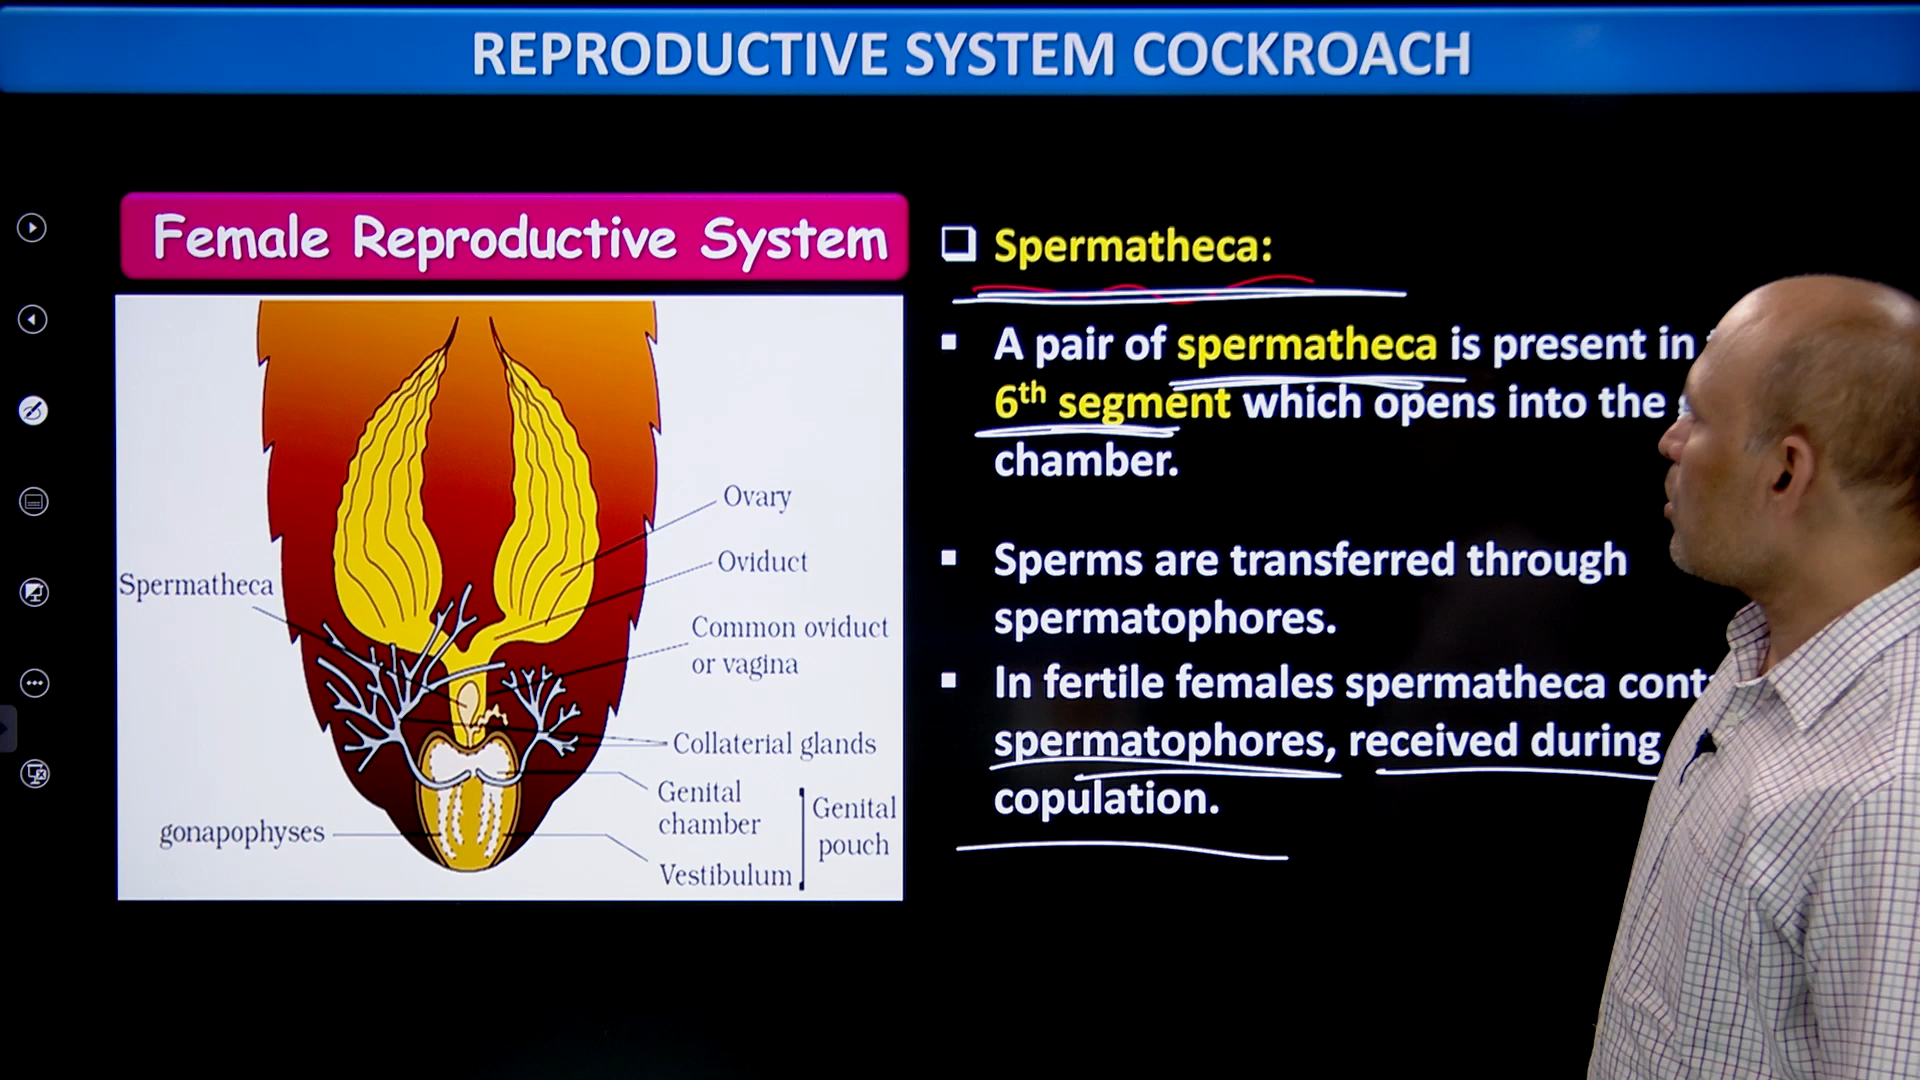 REPRODUCTIVE SYSTEM COCKROACH
Female Reproductive System
Spermatheca
gonapophyses
Ovary
Oviduct
Common oviduct
or vagina
Collaterial glands
Genital
chamber
Vestibulum
Genital
pouch
Spermatheca:
A pair of spermatheca is present in
6th segment which opens into the
chamber.
Sperms are transferred through
spermatophores.
In fertile females spermatheca
spermatophores, received during
copulation.